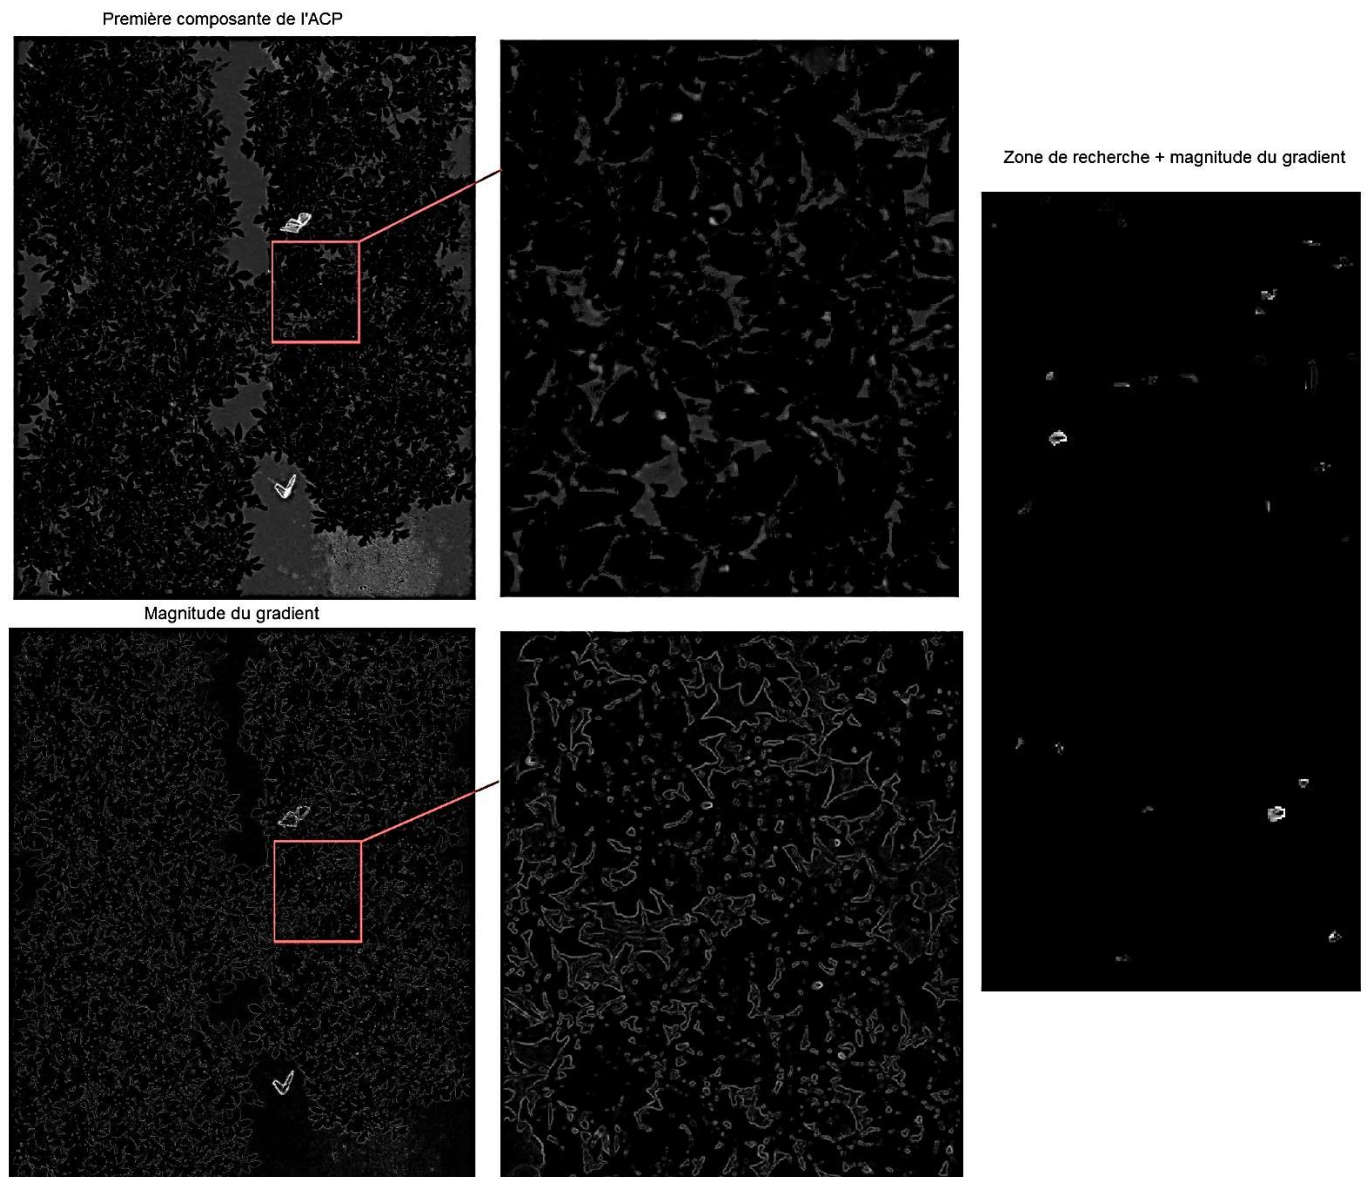 Première composante de l'ACP
Zone de recherche + magnitude du gradient
Magnitude du gradient